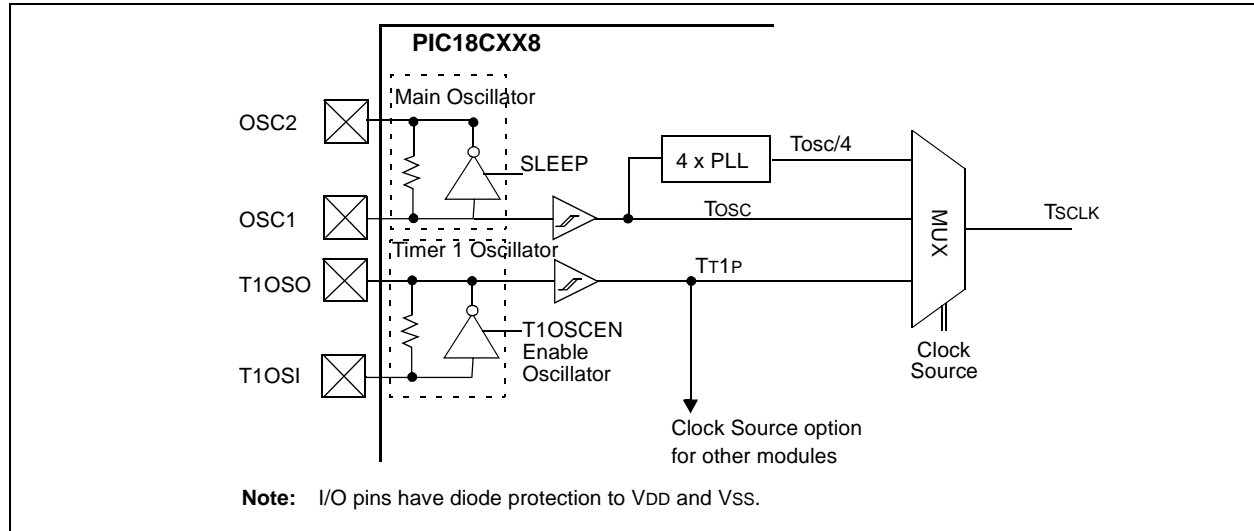 PIC18CXX8
Main Oscillator
OSC2
SLEEP
4 x PLL
Tosc/4
OSC1
TOSC
MUX
TSCLK
Timer 1 Oscillator
T1OSO
TT1P
T1OSCEN
Enable
Oscillator
T1OSI
Clock
Source
Clock Source option
for other modules
Note: I/O pins have diode protection to VDD and VSS.